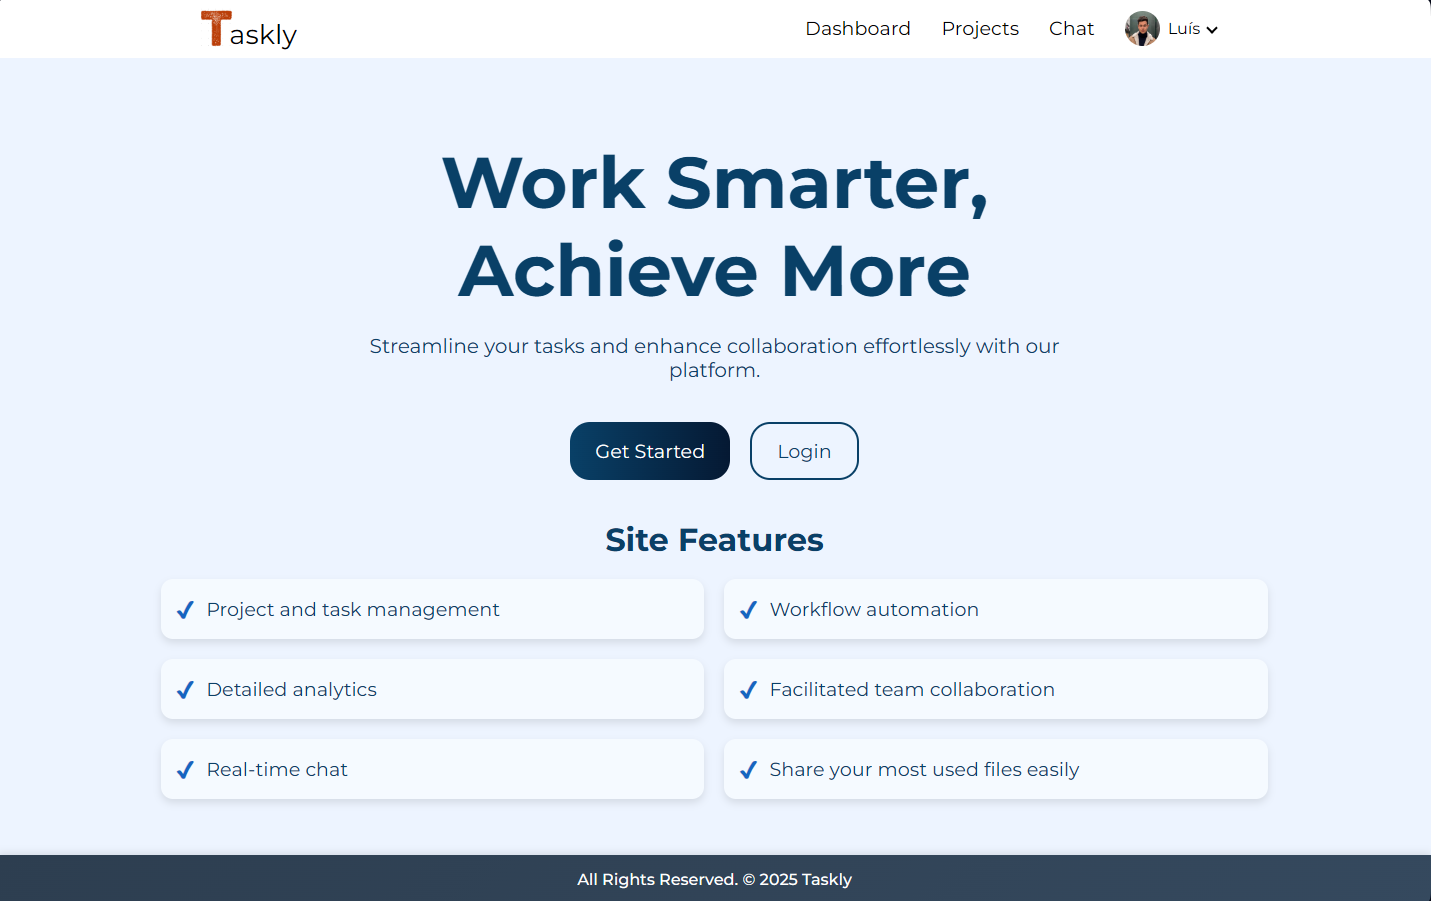 Taskly
Dashboard Projects Chat Luís
Work Smarter,
Achieve More
Streamline your tasks and enhance collaboration effortlessly with our
platform.
Get Started Login
Site Features
Project and task management
Workflow automation
Detailed analytics
Facilitated team collaboration
Real-time chat
Share your most used files easily
All Rights Reserved. © 2025 Taskly